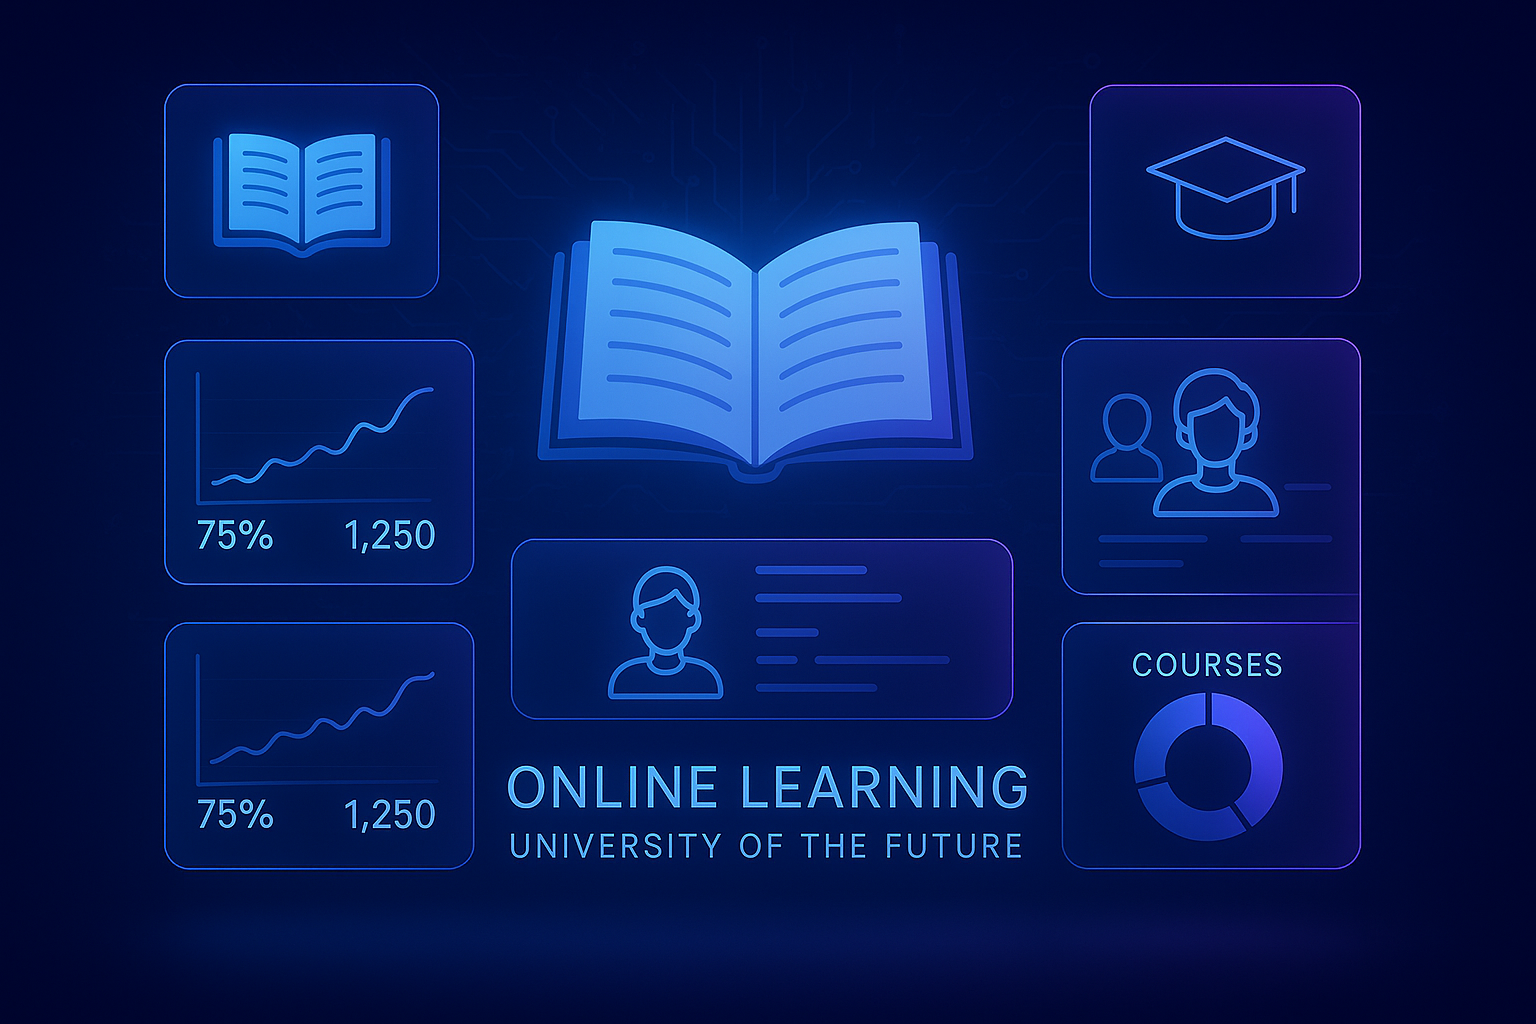 75% 1,250
75% 1,250
ONLINE LEARNING
UNIVERSITY OF THE FUTURE
COURSES